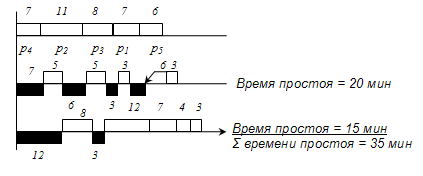 7 11 8 7 6
p4 p2 p3 p1 p5
7 5 5 3 6 3
Время простоя = 20 мин
6 8 3 12 7 4 3
Время простоя = 15 мин
Σ времени простоя = 35 мин
12 3